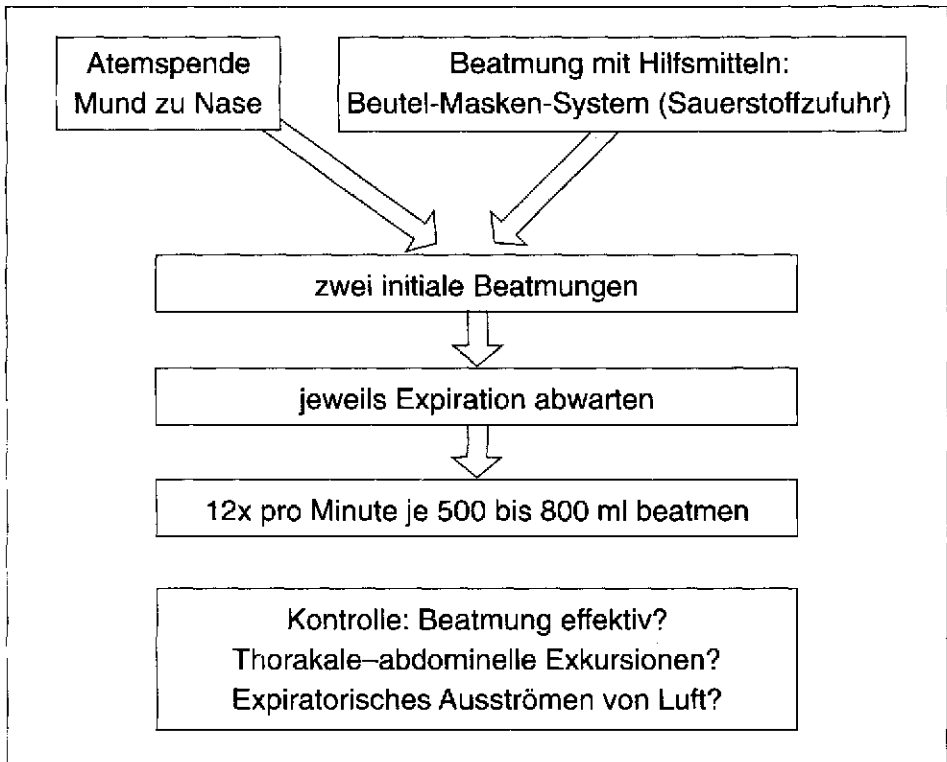 Atemspende
Mund zu Nase
Beatmung mit Hilfsmitteln:
Beutel-Masken-System (Sauerstoffzufuhr)
zwei initiale Beatmungen
jeweils Expiration abwarten
12x pro Minute je 500 bis 800 ml beatmen
Kontrolle: Beatmung effektiv?
Thorakale–abdominelle Exkursionen?
Expiratorisches Ausströmen von Luft?